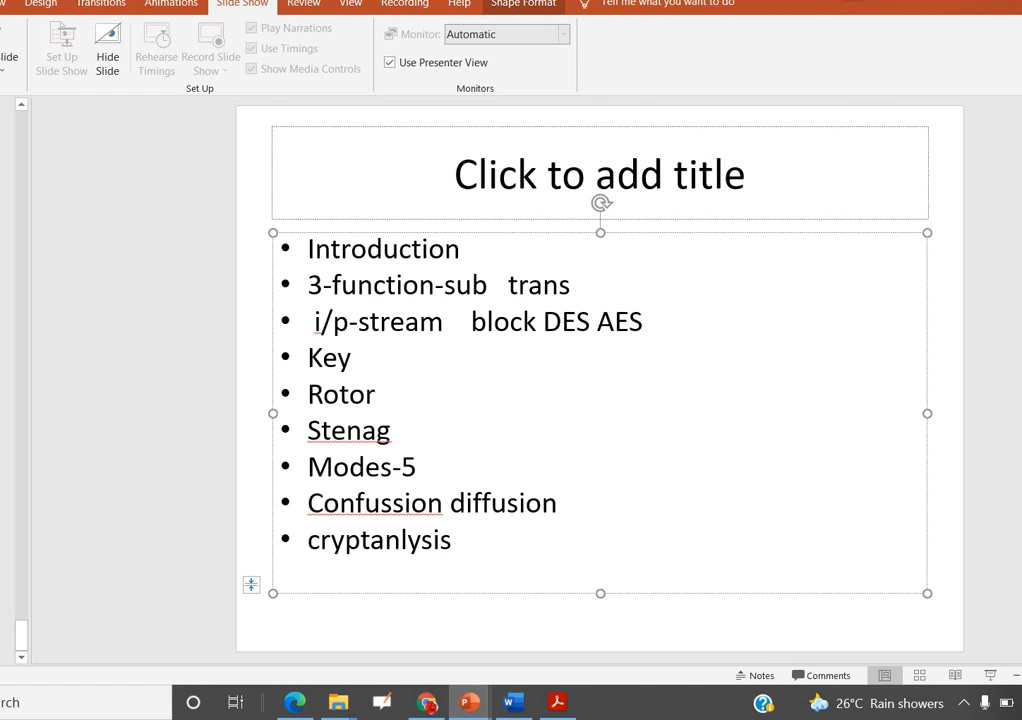 Design Transitions Animations Slide Show Review View Recording Help Shape Format Tell me what you want to do
Set Up Slide Show
Hide Slide
Rehearse Timings
Record Slide Show
Play Narrations
Use Timings
Show Media Controls
Set Up
Monitor: Automatic
Use Presenter View
Monitors
Click to add title
• Introduction
• 3-function-sub trans
• i/p-stream block DES AES
• Key
• Rotor
• Stenag
• Modes-5
• Confussion diffusion
• cryptanlysis
Notes Comments
26°C Rain showers